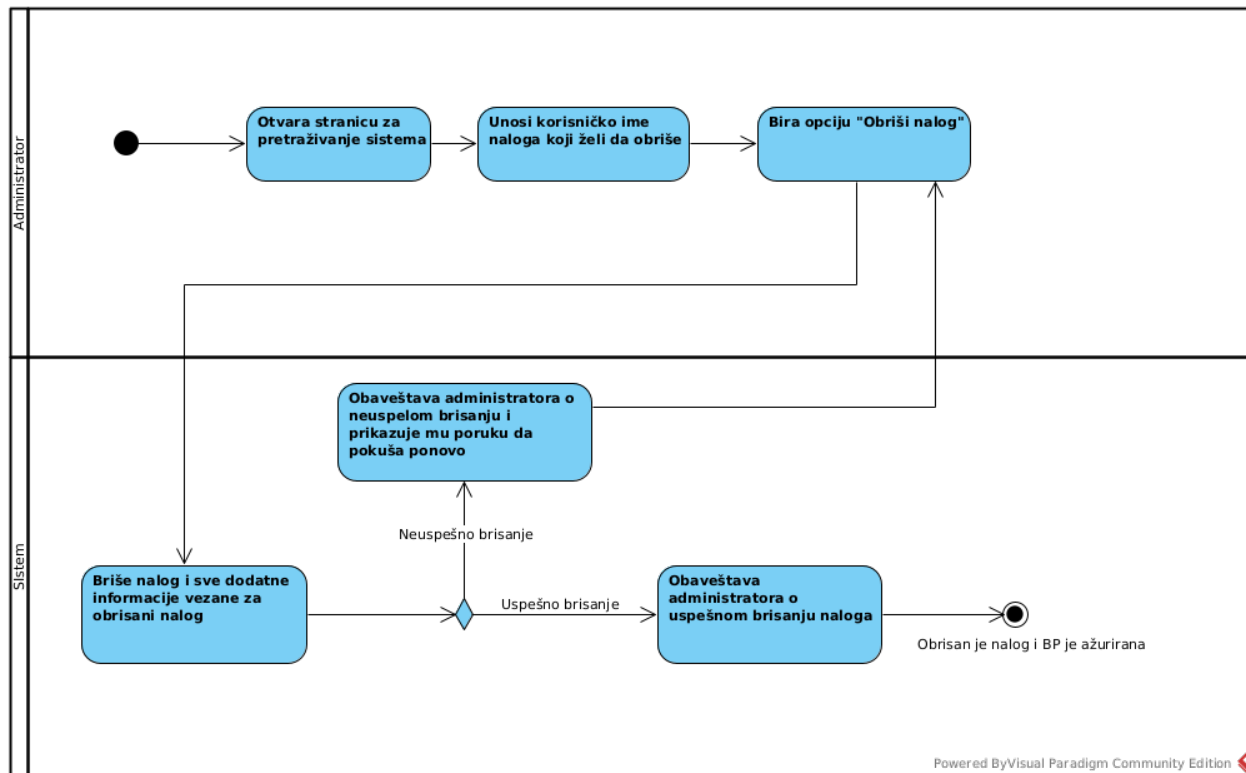 Administrator
Otvara stranicu za
pretraživanje sistema
Unosi korisničko ime
naloga koji želi da obriše
Bira opciju "Obriši nalog"
SIstem
Obaveštava administratora o
neuspelom brisanju i
prikazuje mu poruku da
pokuša ponovo
Neuspešno brisanje
Briše nalog i sve dodatne
informacije vezane za
obrisani nalog
Uspešno brisanje
Obaveštava
administratora o
uspešnom brisanju naloga
Obrisan je nalog i BP je ažurirana
Powered ByVisual Paradigm Community Edition